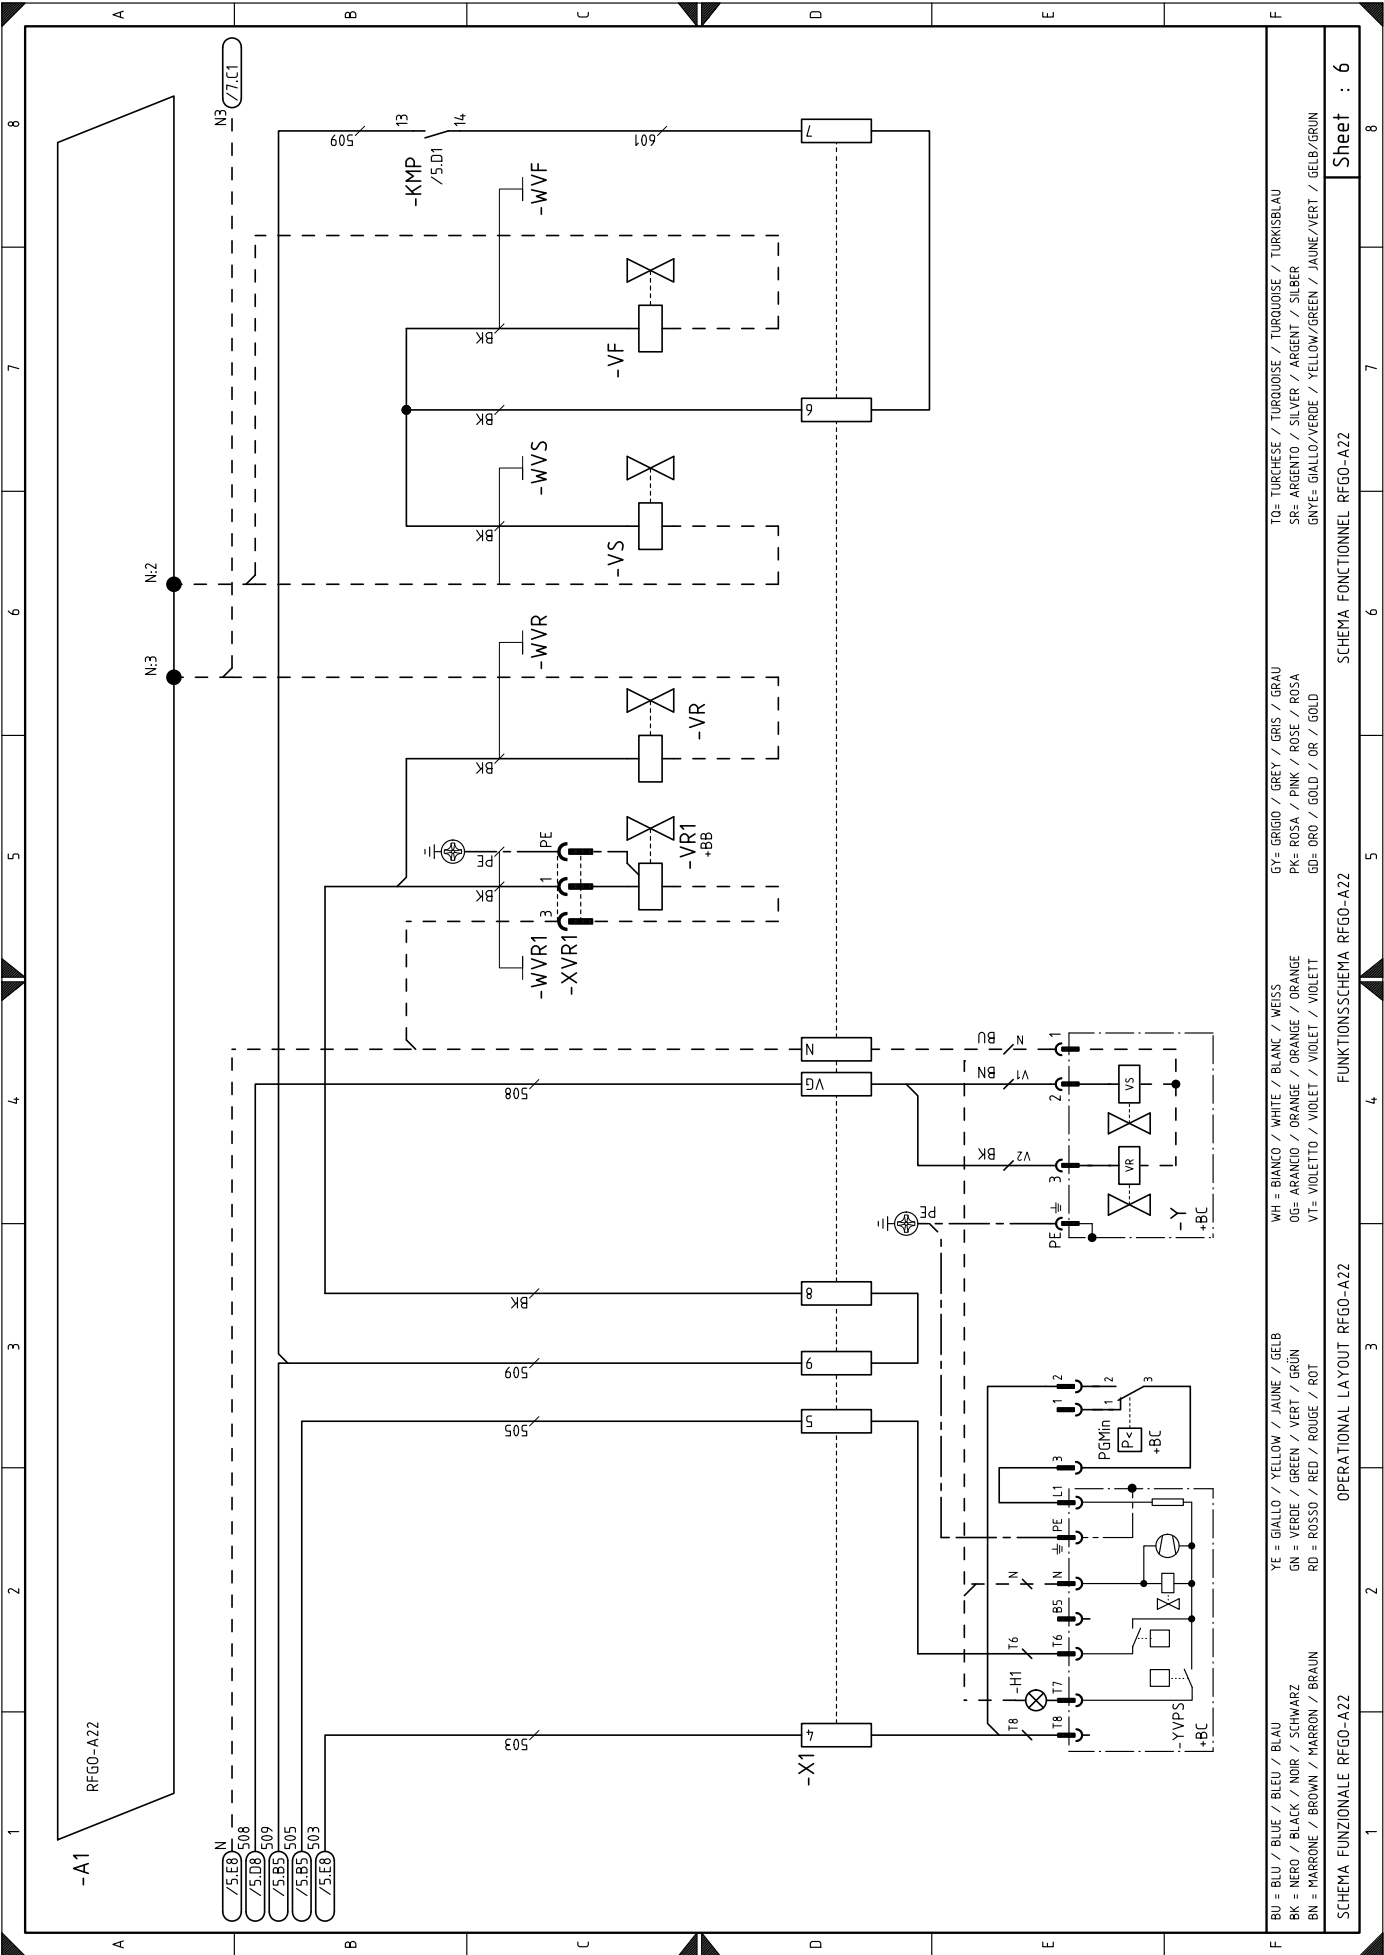 1 2 3 4 5 6 7 8
A
B
C
D
E
F
-A1
RFGO-A22
N:3
N:2
N3
/7.C1
/5.E8
N
/5.D8
508
/5.B5
509
/5.B5
505
/5.E8
503
503
505
509
BK
508
BK
PE
BK
BK
BK
BK
509
601
-KMP
/5.D1
13
14
-WVR1
-XVR1
3
1
PE
-VR1
+BB
-WVR
-VR
-WVS
-VS
-WVF
-VF
-X1
4
5
9
8
VG
N
6
7
PE
T8
-H1
T6
N
T8
T7
T6
B5
N
PE
L1
3
1
2
-YVPS
+BC
PGMin
P<
+BC
1
2
3
BK
V2
BN
V1
BU
N
PE
3
2
1
VR
VS
-Y
+BC
BU = BLU / BLUE / BLEU / BLAU
BK = NERO / BLACK / NOIR / SCHWARZ
BN = MARRONE / BROWN / MARRON / BRAUN
YE = GIALLO / YELLOW / JAUNE / GELB
GN = VERDE / GREEN / VERT / GRÜN
RD = ROSSO / RED / ROUGE / ROT
WH = BIANCO / WHITE / BLANC / WEISS
OG= ARANCIO / ORANGE / ORANGE / ORANGE
VT= VIOLETTO / VIOLET / VIOLET / VIOLETT
GY= GRIGIO / GREY / GRIS / GRAU
PK= ROSA / PINK / ROSE / ROSA
GD= ORO / GOLD / OR / GOLD
TQ= TURCHESE / TURQUOISE / TURQUOISE / TURKISBLAU
SR= ARGENTO / SILVER / ARGENT / SILBER
GNYE= GIALLO/VERDE / YELLOW/GREEN / JAUNE/VERT / GELB/GRUN
SCHEMA FUNZIONALE RFGO-A22
OPERATIONAL LAYOUT RFGO-A22
FUNKTIONSSCHEMA RFGO-A22
SCHEMA FONCTIONNEL RFGO-A22
Sheet : 6
1 2 3 4 5 6 7 8
A
B
C
D
E
F